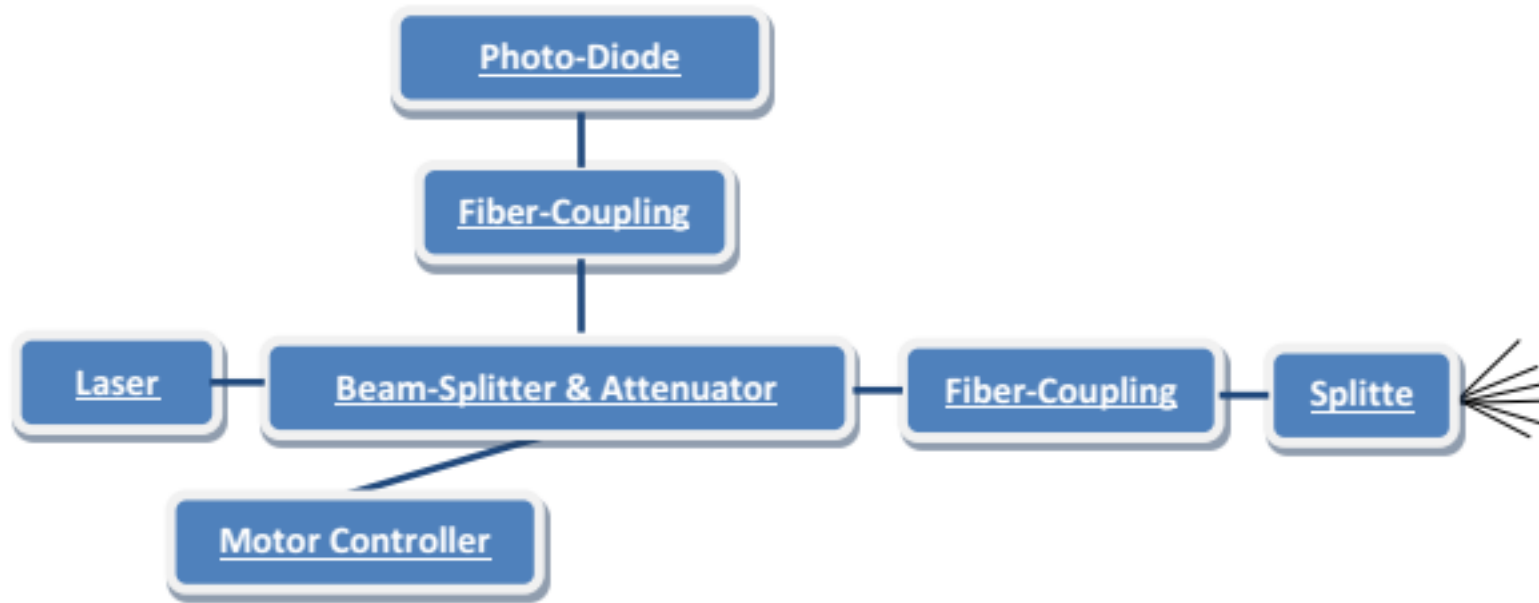 Photo-Diode
Fiber-Coupling
Laser
Beam-Splitter & Attenuator
Fiber-Coupling
Splitte
Motor Controller